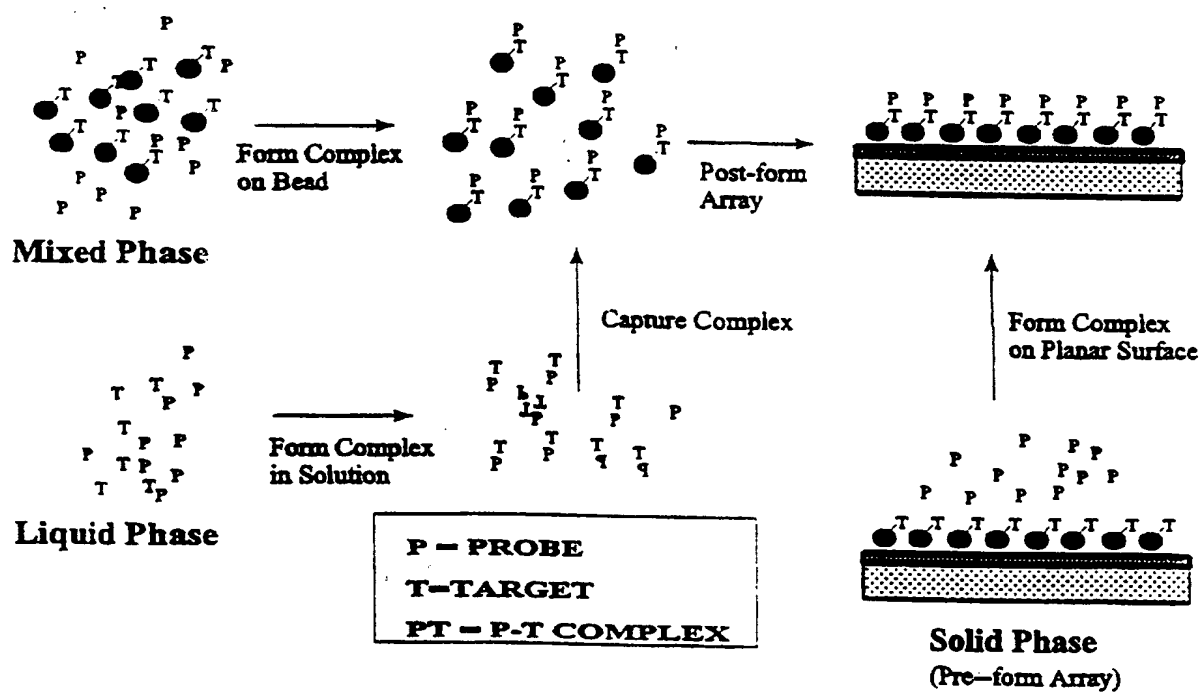 Form Complex
on Bead
Mixed Phase
Post-form
Array
Capture Complex
Form Complex
on Planar Surface
Form Complex
in Solution
Liquid Phase
P = PROBE
T=TARGET
PT = P-T COMPLEX
Solid Phase
(Pre-form Array)